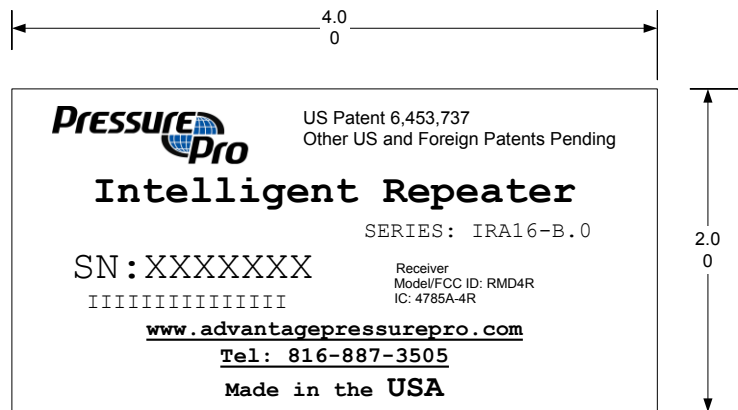 4.0
0
Pressure
Pro
US Patent 6,453,737
Other US and Foreign Patents Pending
Intelligent Repeater
SERIES: IRA16-B.0
SN:XXXXXXX
IIIIIIIIIIIIIII
Receiver
Model/FCC ID: RMD4R
IC: 4785A-4R
www.advantagepressurepro.com
Tel: 816-887-3505
Made in the USA
2.0
0